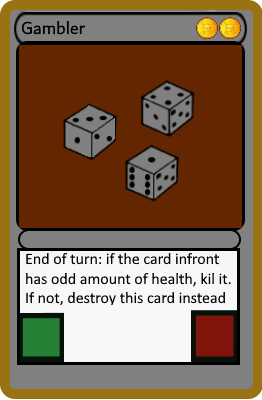 Gambler
End of turn: if the card infront
has odd amount of health, kil it.
If not, destroy this card instead